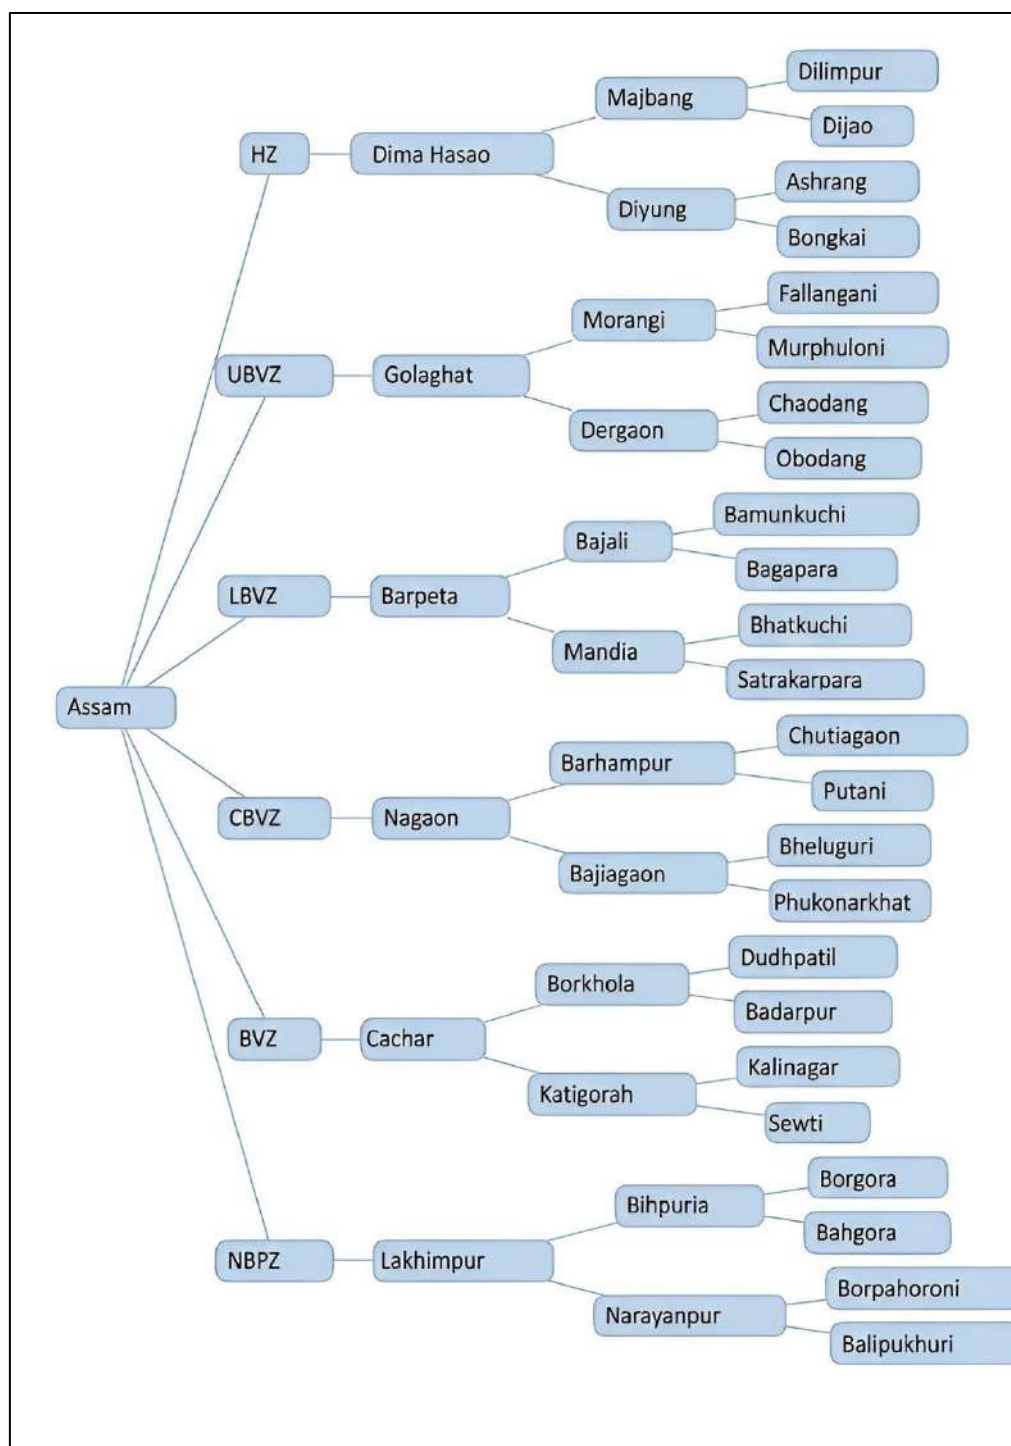 Assam
HZ
Dima Hasao
Majbang
Dilimpur
Dijao
Diyung
Ashrang
Bongkai
UBVZ
Golaghat
Morangi
Fallangani
Murphuloni
Dergaon
Chaodang
Obodang
LBVZ
Barpeta
Bajali
Bamunkuchi
Bagapara
Mandia
Bhatkuchi
Satrakarpara
CBVZ
Nagaon
Barhampur
Chutiagaon
Putani
Bajiagaon
Bheluguri
Phukonarkhat
BVZ
Cachar
Borkhola
Dudhpatil
Badarpur
Katigorah
Kalinagar
Sewti
NBPZ
Lakhimpur
Bihpuria
Borgora
Bahgora
Narayanpur
Borpahoroni
Balipukhuri